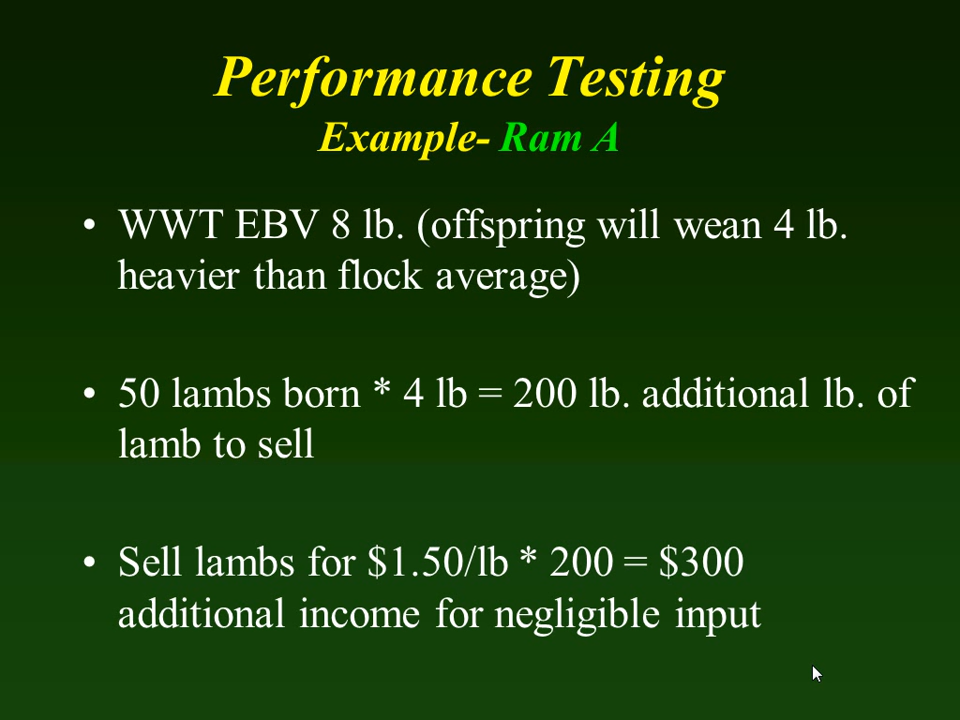 Performance Testing
Example- Ram A
• WWT EBV 8 lb. (offspring will wean 4 lb.
heavier than flock average)
• 50 lambs born * 4 lb = 200 lb. additional lb. of
lamb to sell
• Sell lambs for $1.50/lb * 200 = $300
additional income for negligible input